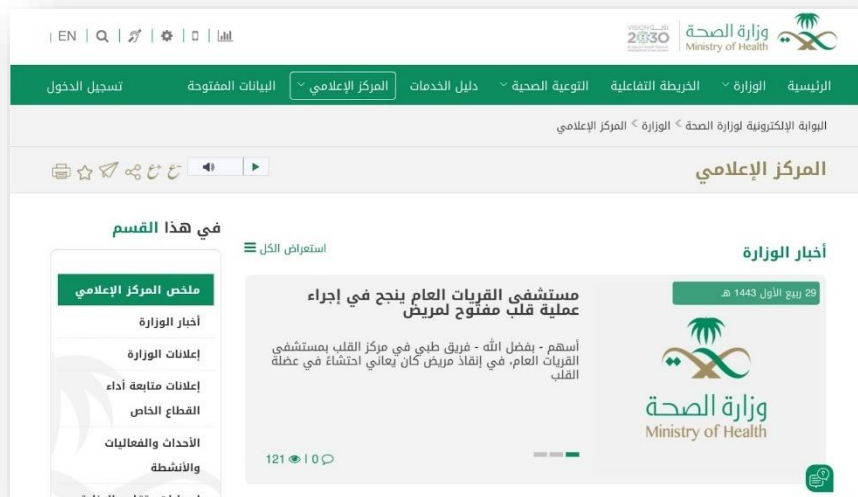 | EN |
VISION رؤية
2030
وزارة الصحة
Ministry of Health
الرئيسية
الوزارة
الخريطة التفاعلية
التوعية الصحية
دليل الخدمات
المركز الإعلامي
البيانات المفتوحة
تسجيل الدخول
البوابة الإلكترونية لوزارة الصحة > الوزارة > المركز الإعلامي
المركز الإعلامي
ع- ع+
أخبار الوزارة
استعراض الكل
29 ربيع الأول 1443 هـ
وزارة الصحة
Ministry of Health
مستشفى القريات العام ينجح في إجراء
عملية قلب مفتوح لمريض
أسهم - بفضل الله - فريق طبي في مركز القلب بمستشفى
القريات العام، في إنقاذ مريض كان يعاني احتشاءً في عضلة
القلب
121 | 0
في هذا القسم
ملخص المركز الإعلامي
أخبار الوزارة
إعلانات الوزارة
إعلانات متابعة أداء
القطاع الخاص
الأحداث والفعاليات
والأنشطة